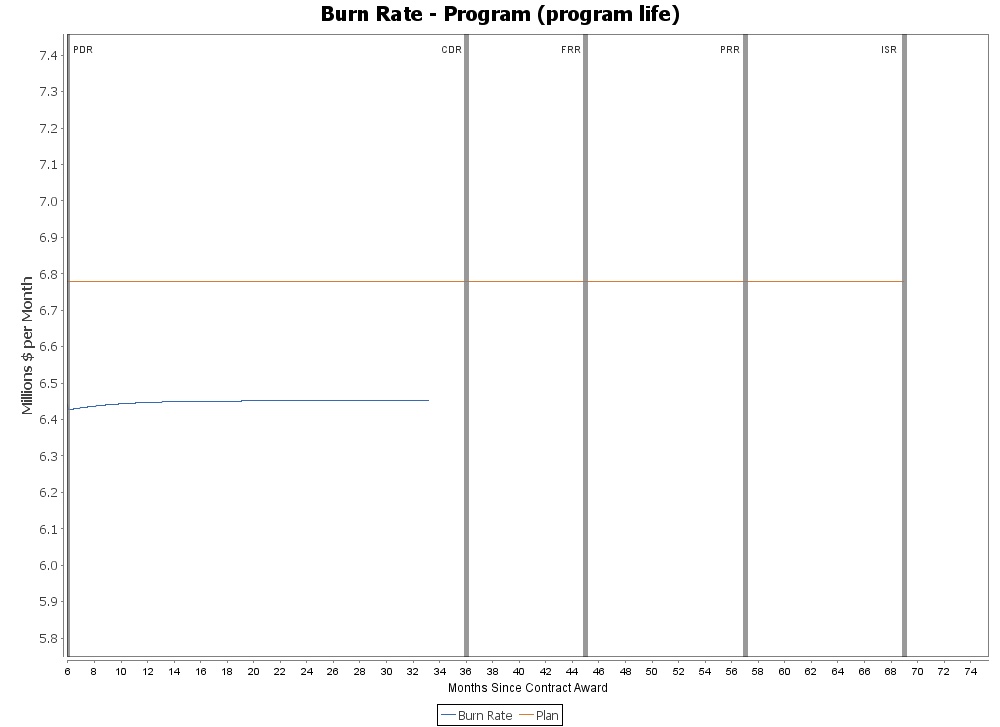 Burn Rate - Program (program life)
PDR CDR FRR PRR ISR
7.4
7.3
7.2
7.1
7.0
6.9
6.8
6.7
6.6
6.5
6.4
6.3
6.2
6.1
6.0
5.9
5.8
Millions $ per Month
6 8 10 12 14 16 18 20 22 24 26 28 30 32 34 36 38 40 42 44 46 48 50 52 54 56 58 60 62 64 66 68 70 72 74
Months Since Contract Award
Burn Rate Plan